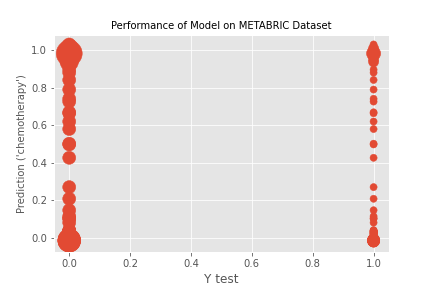 Performance of Model on METABRIC Dataset
Prediction ('chemotherapy')
1.0
0.8
0.6
0.4
0.2
0.0
0.0 0.2 0.4 0.6 0.8 1.0
Y test